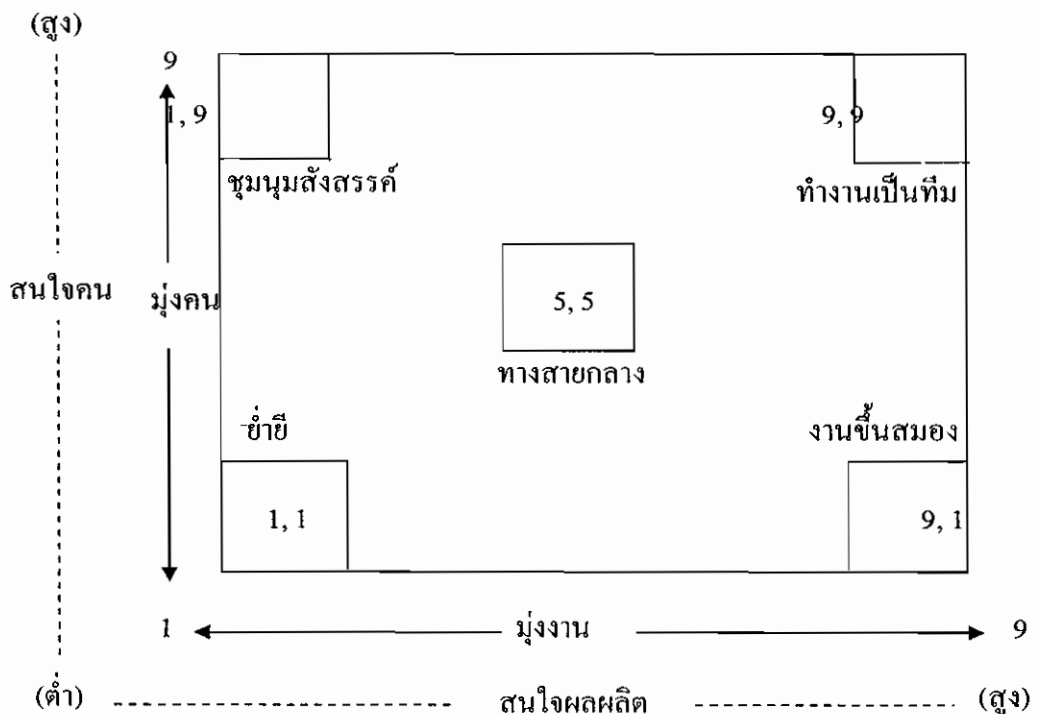 (สูง)
9
1, 9
9, 9
ชุมนุมสังสรรค์
ทำงานเป็นทีม
สนใจคน
มุ่งคน
5, 5
ทางสายกลาง
ย่ำยี
งานขึ้นสมอง
1, 1
9, 1
1
มุ่งงาน
9
(ต่ำ)
สนใจผลผลิต
(สูง)